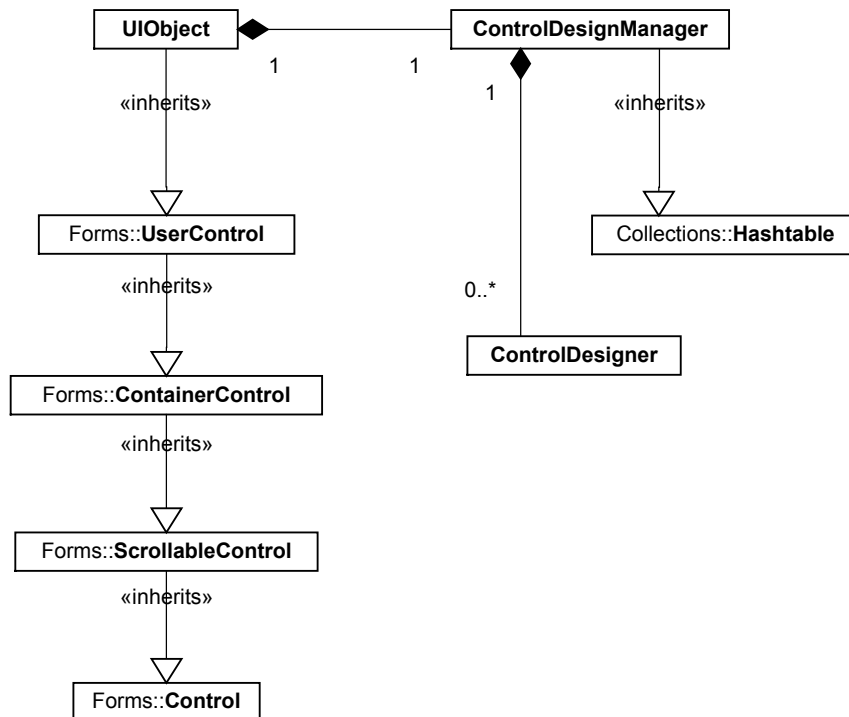 UIObject
ControlDesignManager
1
1
1
«inherits»
«inherits»
Forms::UserControl
Collections::Hashtable
«inherits»
0..*
ControlDesigner
Forms::ContainerControl
«inherits»
Forms::ScrollableControl
«inherits»
Forms::Control